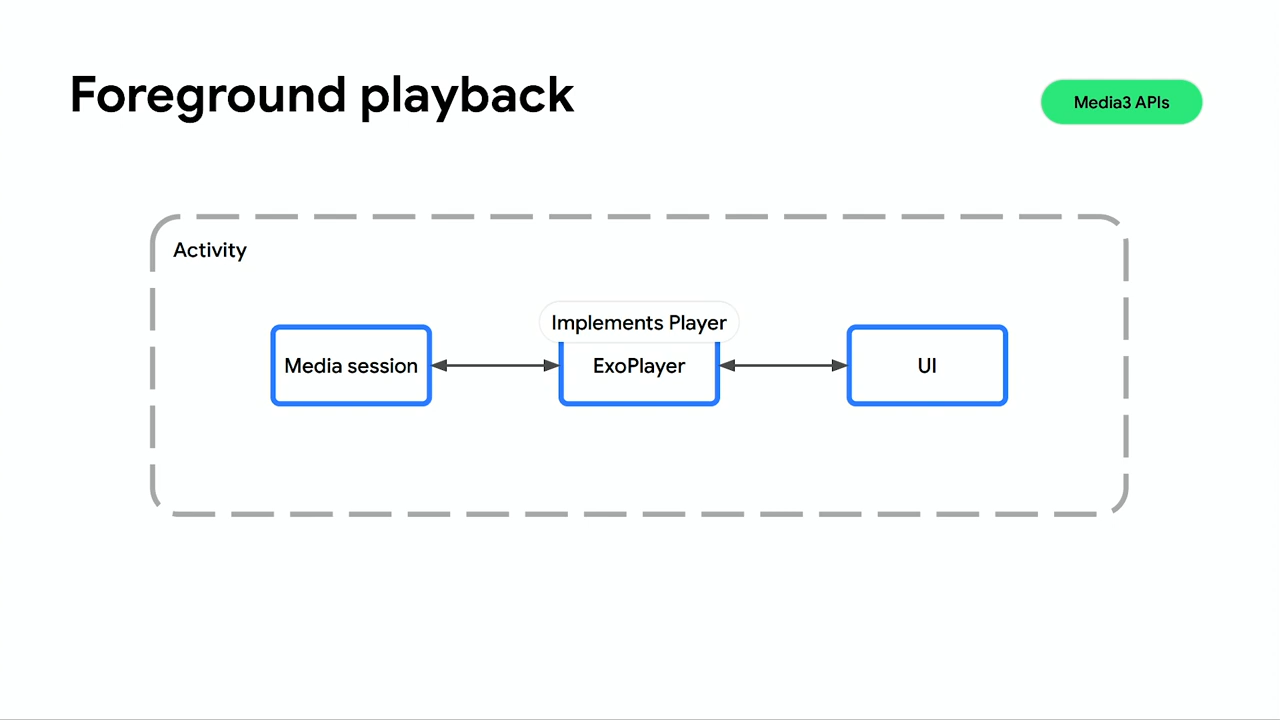 Foreground playback
Media3 APIs
Activity
Implements Player
Media session
ExoPlayer
UI